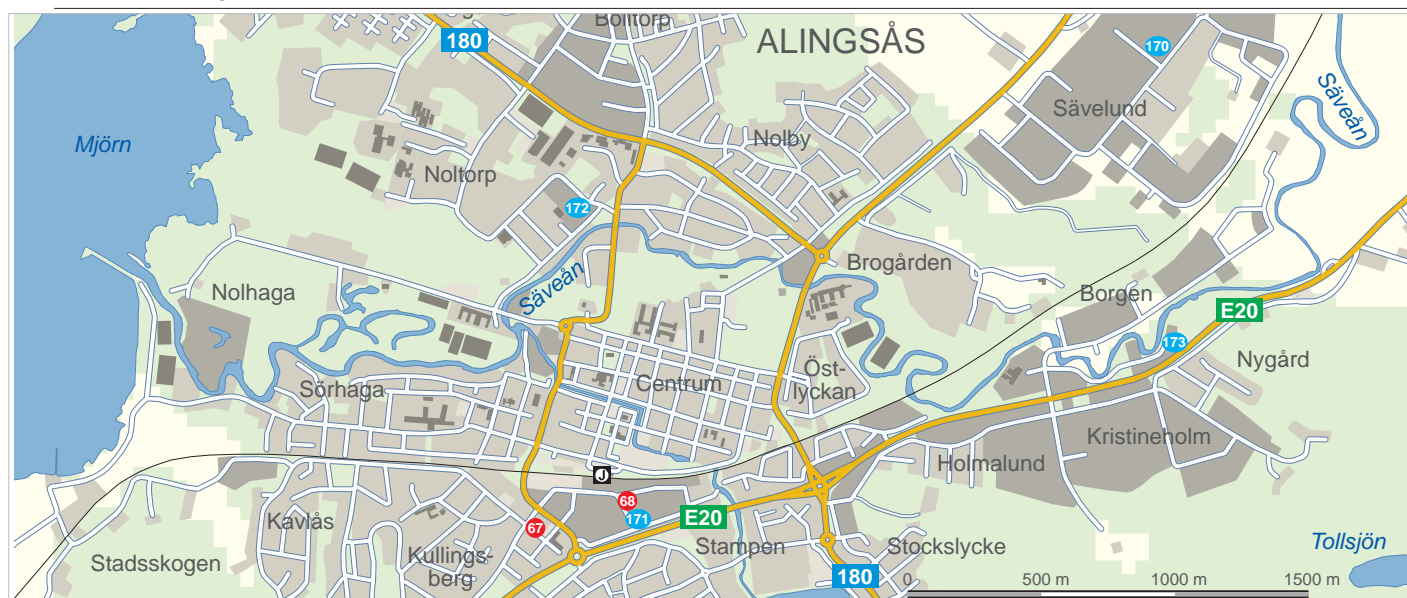 Bolltorp
ALINGSÅS
180
170
Sävelund
Säveån
Mjörn
Nolby
Noltorp
172
Brogården
Nolhaga
Säveån
Borgen
E20
173
Nygård
Öst-
lyckan
Centrum
Sörhaga
Kristineholm
Holmalund
J
68
171
E20
67
Kavlås
Kullings-
berg
Stadsskogen
Stampen
Stockslycke
Tollsjön
180
0
500 m
1000 m
1500 m